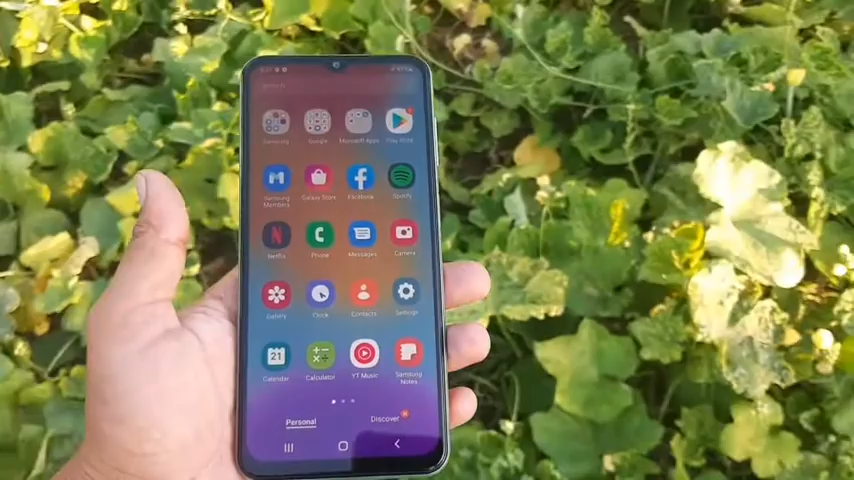 Search
Samsung Google Microsoft Apps Play Store
Samsung Members Galaxy Store Facebook Spotify
Netflix Phone Messages Camera
Gallery Clock Contacts Settings
21
Calendar Calculator YT Music Samsung Notes
Personal Discover